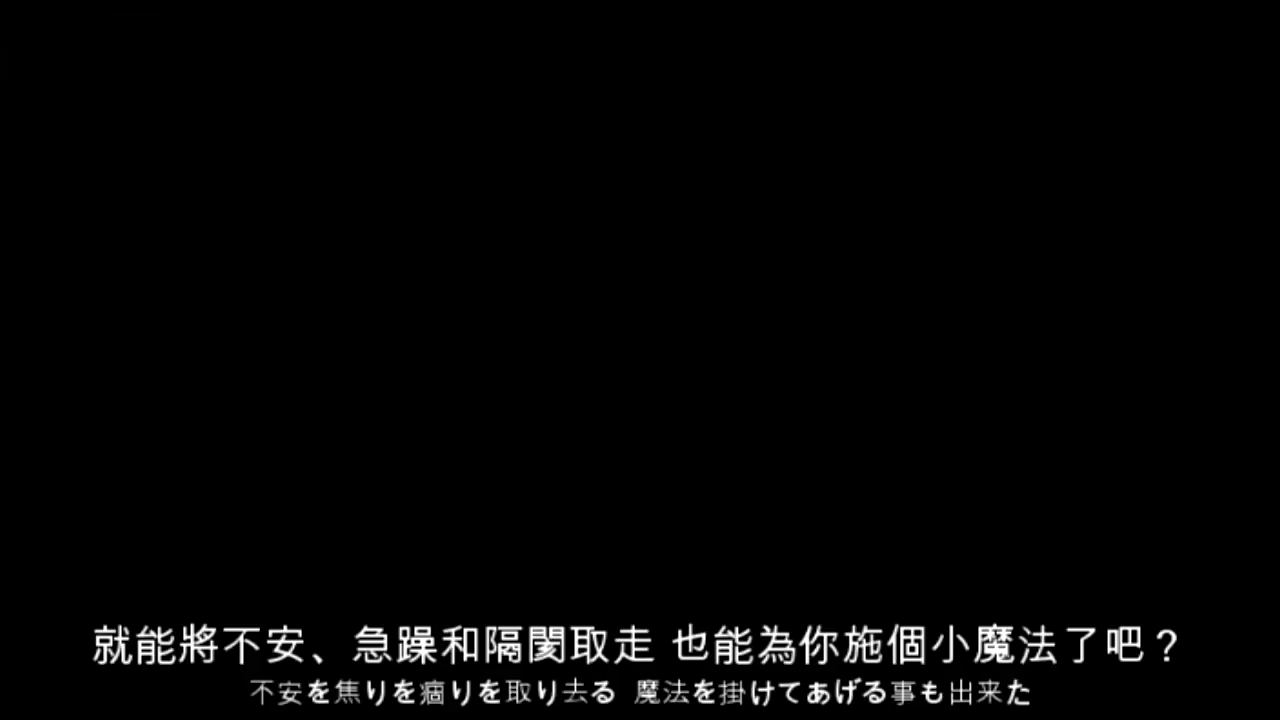 就能將不安、急躁和隔閡取走 也能為你施個小魔法了吧？
不安を焦りを痼りを取り去る 魔法を掛けてあげる事も出来た